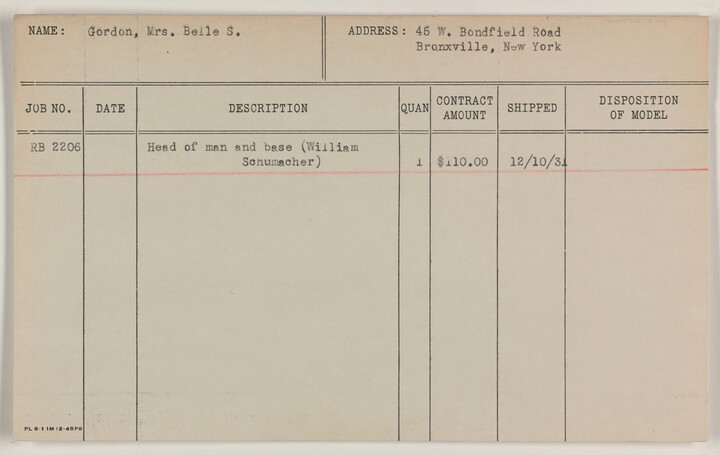 NAME: Gordon, Mrs. Belle S. ADDRESS: 45 W. Bondfield Road
Bronxville, New York
JOB NO. DATE DESCRIPTION QUAN CONTRACT AMOUNT SHIPPED DISPOSITION OF MODEL
RB 2206 Head of man and base (William
Schumacher) 1 $110.00 12/10/31